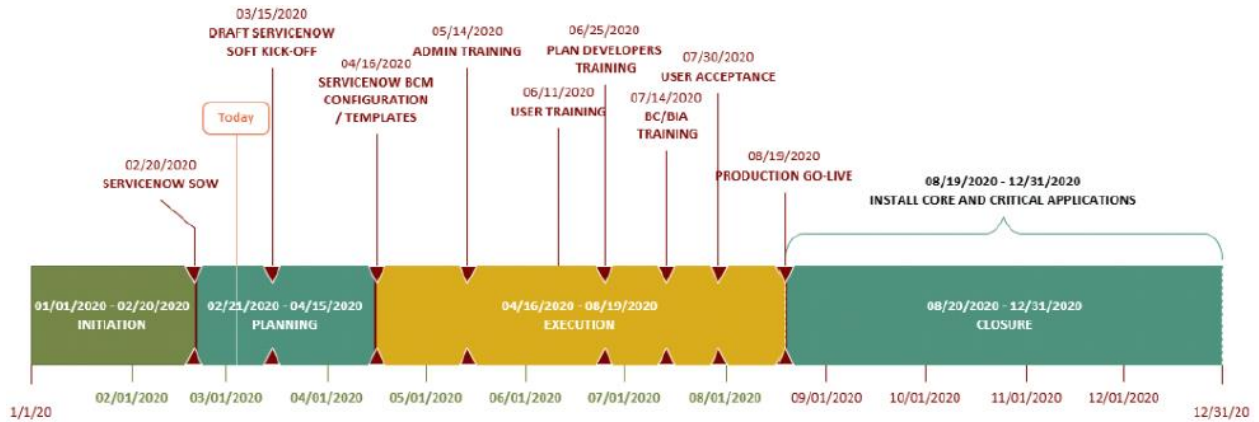 03/15/2020
DRAFT SERVICENOW
SOFT KICK-OFF
05/14/2020
ADMIN TRAINING
06/25/2020
PLAN DEVELOPERS
TRAINING
07/30/2020
USER ACCEPTANCE
04/16/2020
SERVICENOW BCM
CONFIGURATION
/ TEMPLATES
06/11/2020
USER TRAINING
07/14/2020
BC/BIA
TRAINING
Today
02/20/2020
SERVICENOW SOW
08/19/2020
PRODUCTION GO-LIVE
08/19/2020 - 12/31/2020
INSTALL CORE AND CRITICAL APPLICATIONS
01/01/2020 - 02/20/2020
INITIATION
02/21/2020 - 04/15/2020
PLANNING
04/16/2020 - 08/19/2020
EXECUTION
08/20/2020 - 12/31/2020
CLOSURE
1/1/20
02/01/2020
03/01/2020
04/01/2020
05/01/2020
06/01/2020
07/01/2020
08/01/2020
09/01/2020
10/01/2020
11/01/2020
12/01/2020
12/31/20